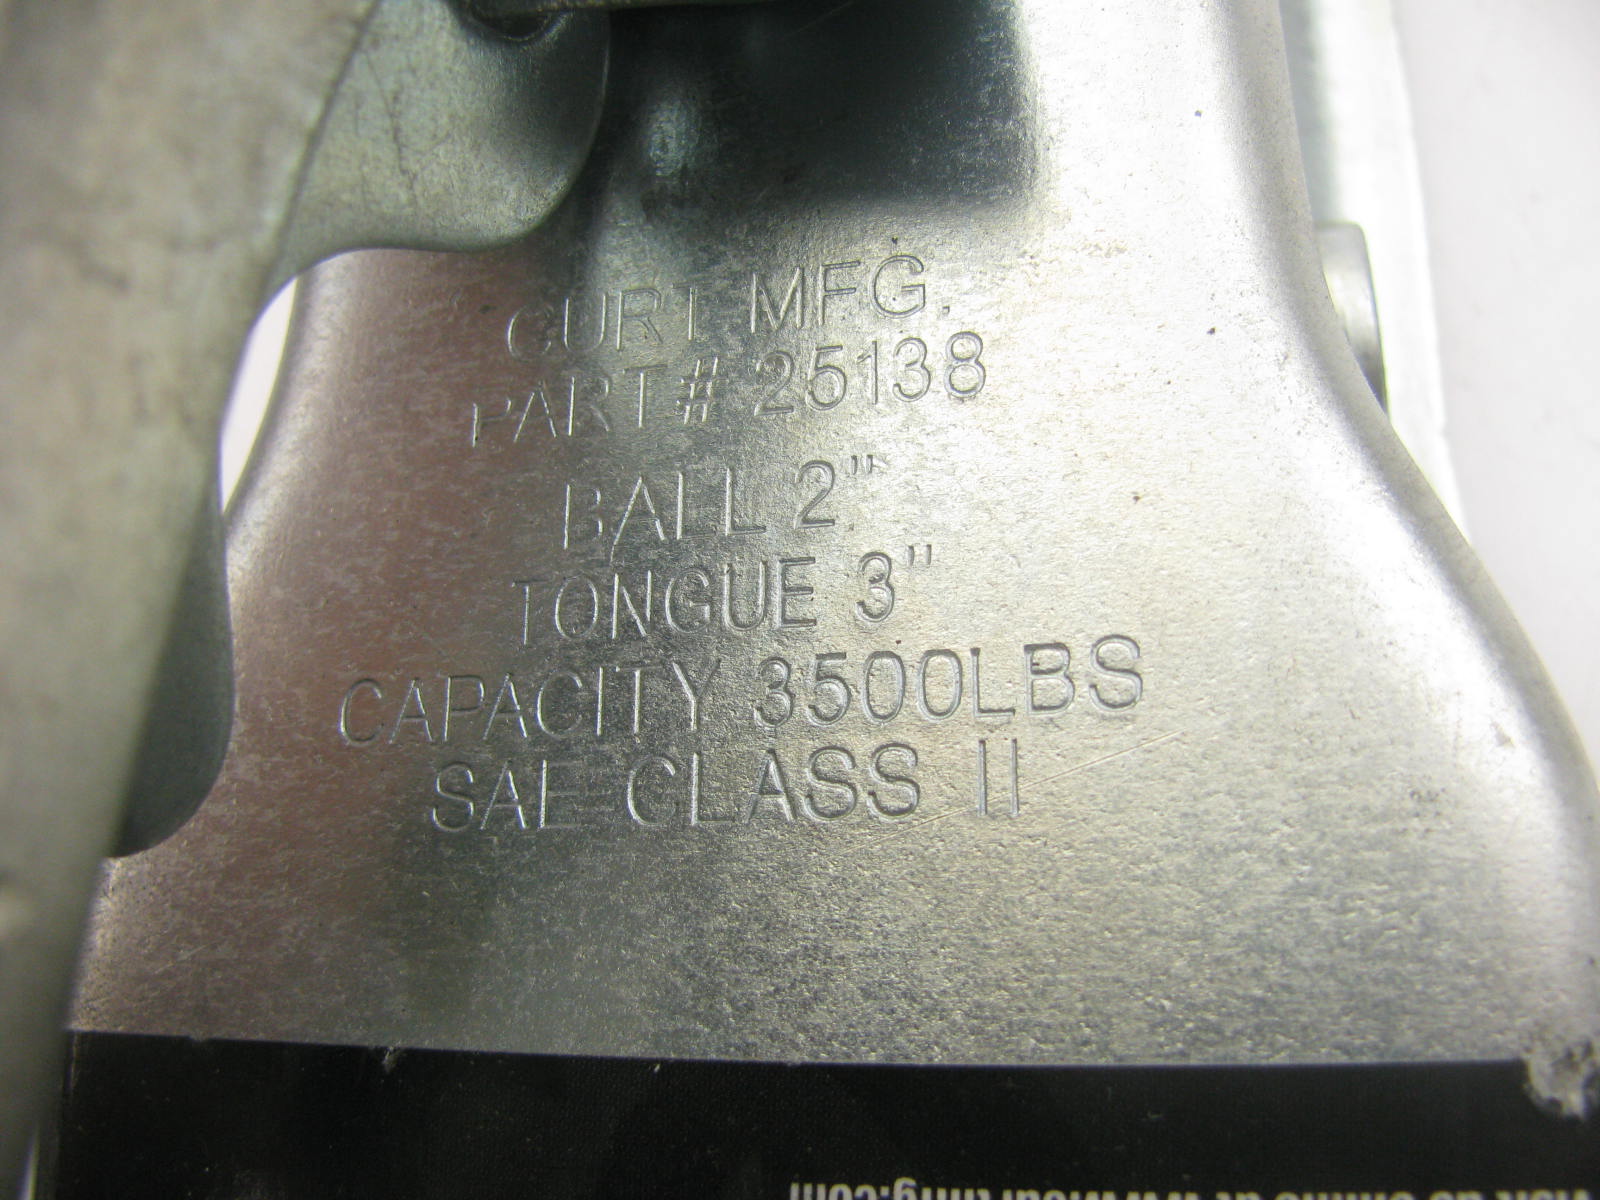 CURT MFG.
PART# 25138
BALL 2"
TONGUE 3"
CAPACITY 3500LBS
SAE CLASS II